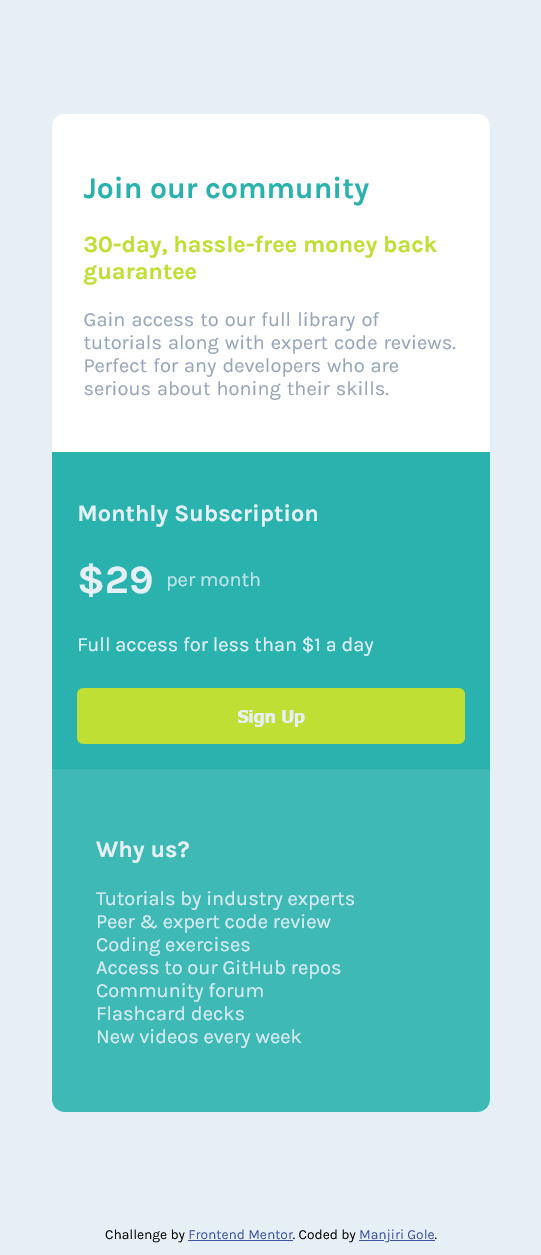 Join our community
30-day, hassle-free money back
guarantee
Gain access to our full library of
tutorials along with expert code reviews.
Perfect for any developers who are
serious about honing their skills.
Monthly Subscription
$29 per month
Full access for less than $1 a day
Sign Up
Why us?
Tutorials by industry experts
Peer & expert code review
Coding exercises
Access to our GitHub repos
Community forum
Flashcard decks
New videos every week
Challenge by Frontend Mentor. Coded by Manjiri Gole.